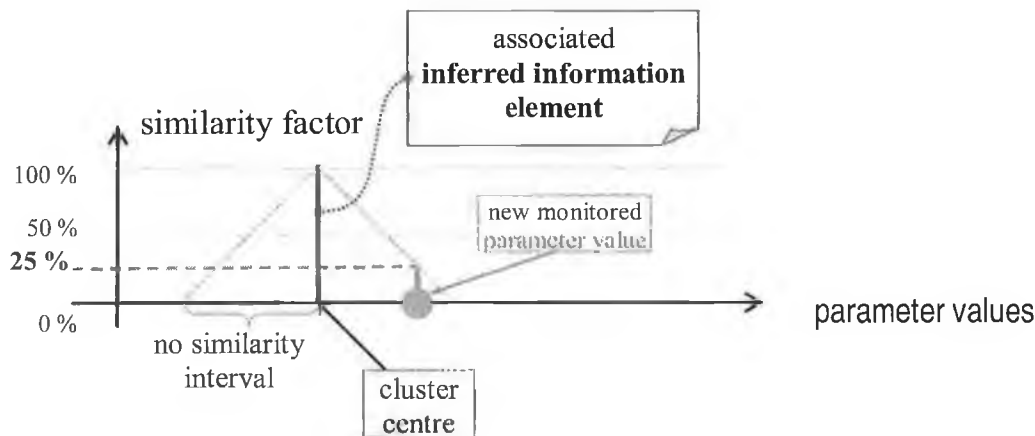 associated
inferred information
element
similarity factor
100 %
50 %
25 %
0 %
new monitored
parameter value
parameter values
no similarity
interval
cluster
centre